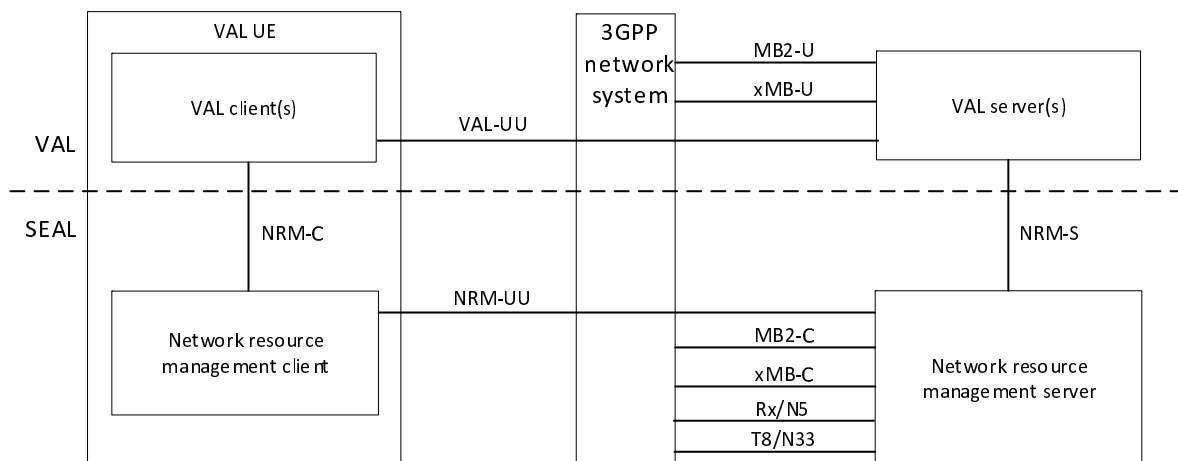 VAL UE
3GPP
network
system
MB2-U
xMB-U
VAL client(s)
VAL server(s)
VAL-UU
VAL
SEAL
NRM-C
NRM-S
NRM-UU
Network resource
management client
MB2-C
xMB-C
Rx/N5
T8/N33
Network resource
management server